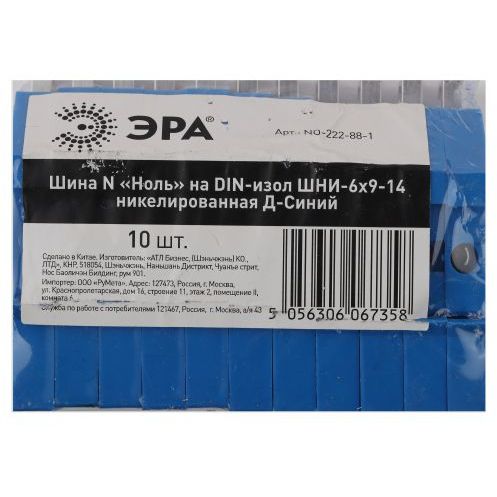 ЭРА®
Арт.: NO-222-88-1
Шина N «Ноль» на DIN-изол ШНИ-6х9-14
никелированная Д-Синий
10 шт.
Сделано в Китае. Изготовитель: «АТЛ Бизнес, (Шэньчжэнь) КО.,
ЛТД», КНР, 518054, Шэньчжэнь, Наньшань Дистрикт, Чуанъе стрит,
Нос Баоличэн Билдинг, рум 901.
Импортер: ООО «РуМета». Адрес: 127473, Россия, г. Москва,
ул. Краснопролетарская, дом 16, строение 11, этаж 2, помещение II,
комната 6
Служба по работе с потребителями 121467, Россия, г. Москва, а/я 43
5 056306 067358